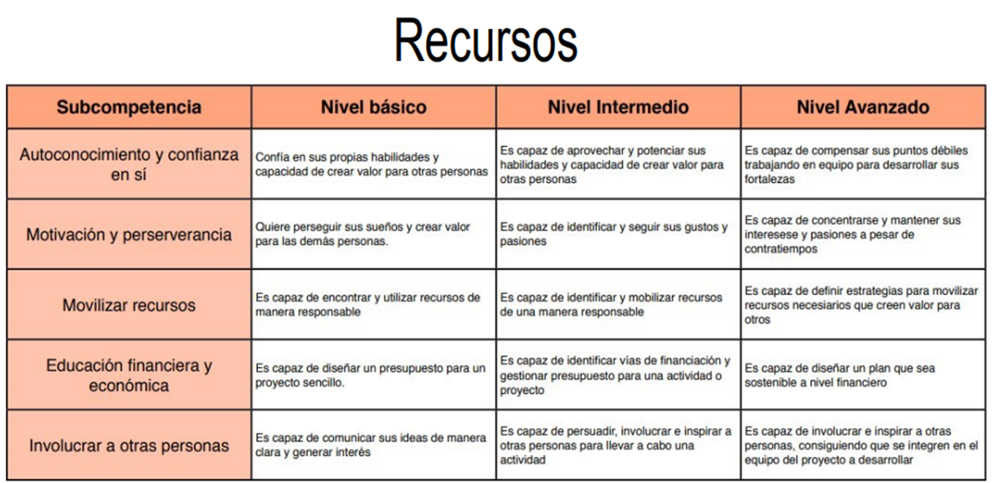 Recursos
Subcompetencia
Nivel básico
Nivel Intermedio
Nivel Avanzado
Autoconocimiento y confianza
en sí
Confía en sus propias habilidades y
capacidad de crear valor para otras personas
Es capaz de aprovechar y potenciar sus
habilidades y capacidad de crear valor para
otras personas
Es capaz de compensar sus puntos débiles
trabajando en equipo para desarrollar sus
fortalezas
Motivación y perserverancia
Quiere perseguir sus sueños y crear valor
para las demás personas.
Es capaz de identificar y seguir sus gustos y
pasiones
Es capaz de concentrarse y mantener sus
interesese y pasiones a pesar de
contratiempos
Movilizar recursos
Es capaz de encontrar y utilizar recursos de
manera responsable
Es capaz de identificar y mobilizar recursos
de una manera responsable
Es capaz de definir estrategias para movilizar
recursos necesiarios que creen valor para
otros
Educación financiera y
económica
Es capaz de diseñar un presupuesto para un
proyecto sencillo.
Es capaz de identificar vías de financiación y
gestionar presupuesto para una actividad o
proyecto
Es capaz de diseñar un plan que sea
sostenible a nivel financiero
Involucrar a otras personas
Es capaz de comunicar sus ideas de manera
clara y generar interés
Es capaz de persuadir, involucrar e inspirar a
otras personas para llevar a cabo una
actividad
Es capaz de involucrar e inspirar a otras
personas, consiguiendo que se integren en el
equipo del proyecto a desarrollar